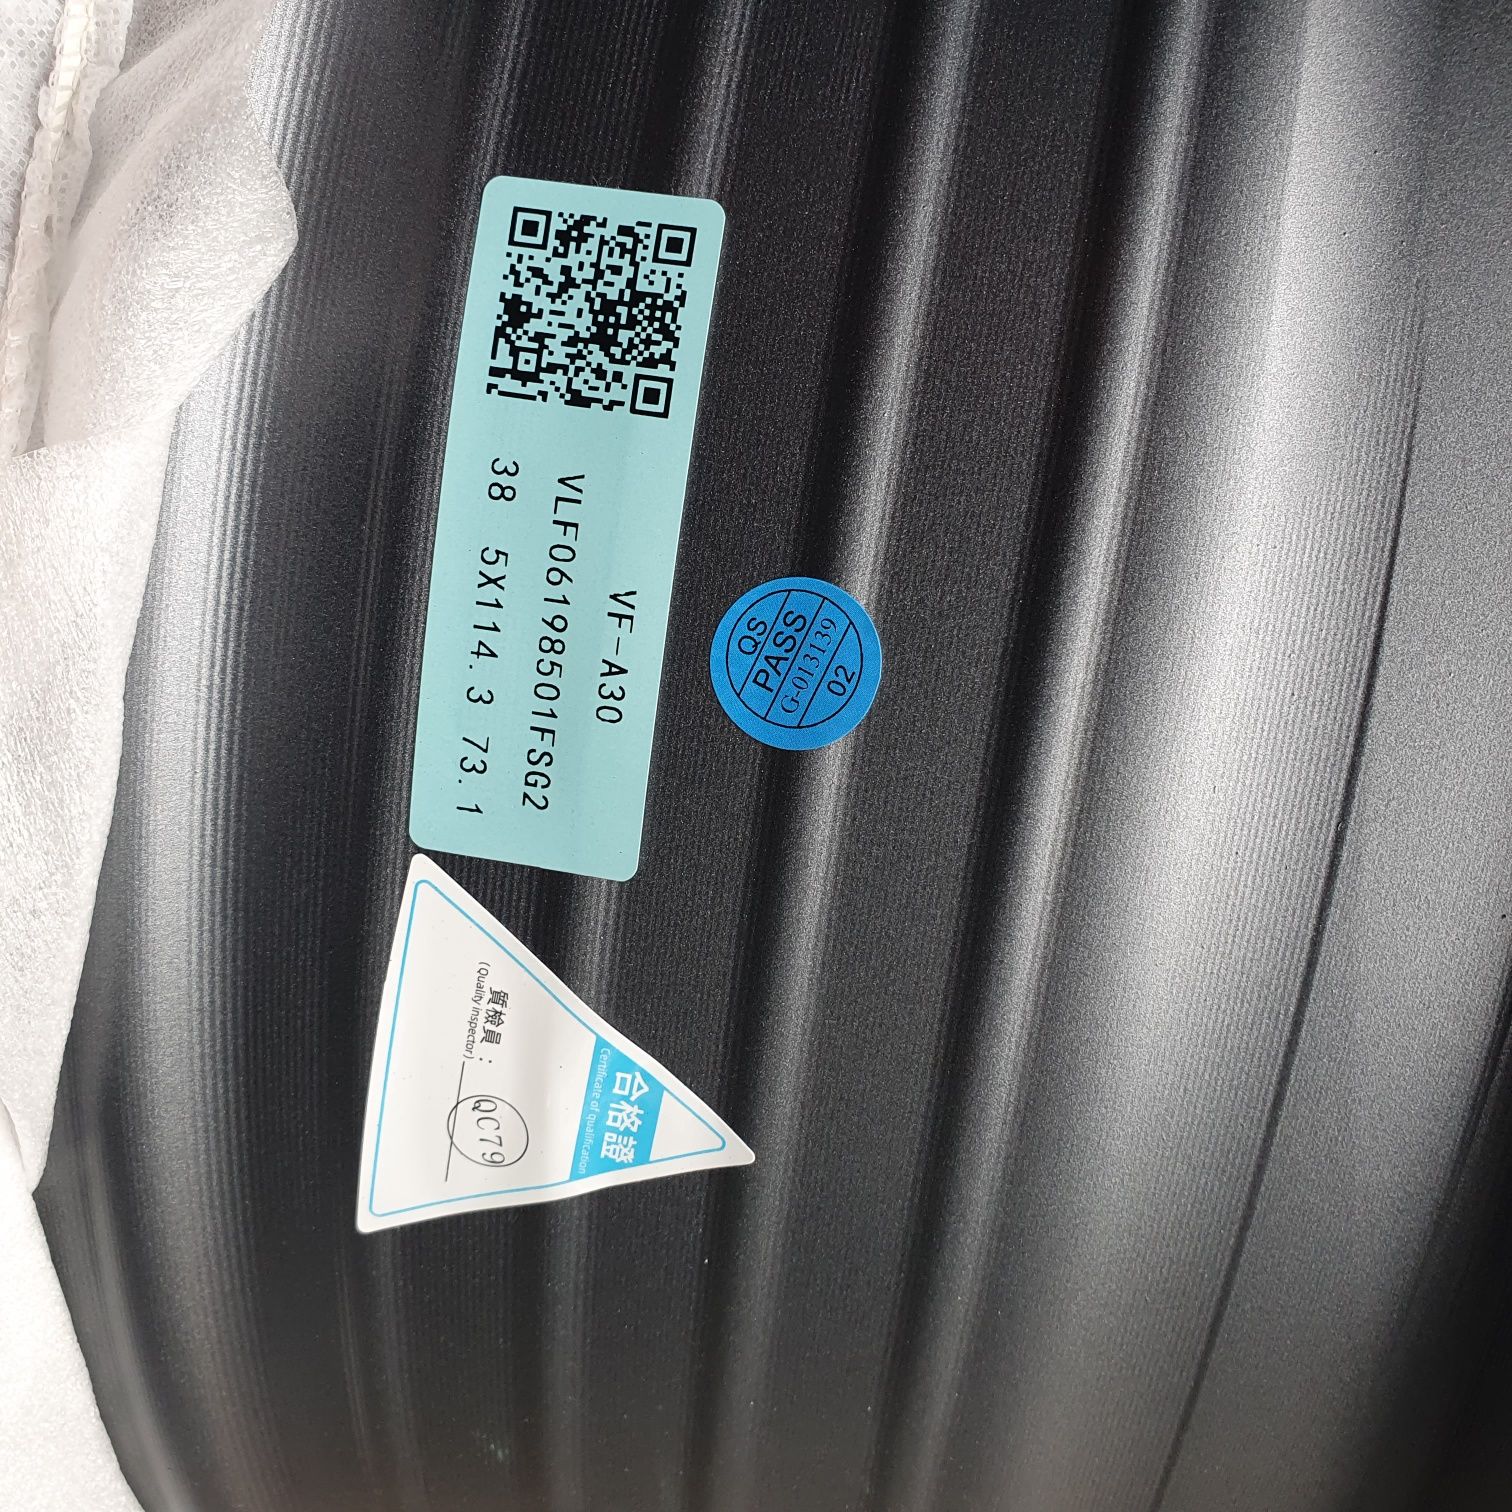 VF-A30
VLF06198501FSG2
38 5X114.3 73.1
QS
PASS
G-013139
02
合格證
Certificate of qualification
質檢員：
(Quality inspector)
QC79